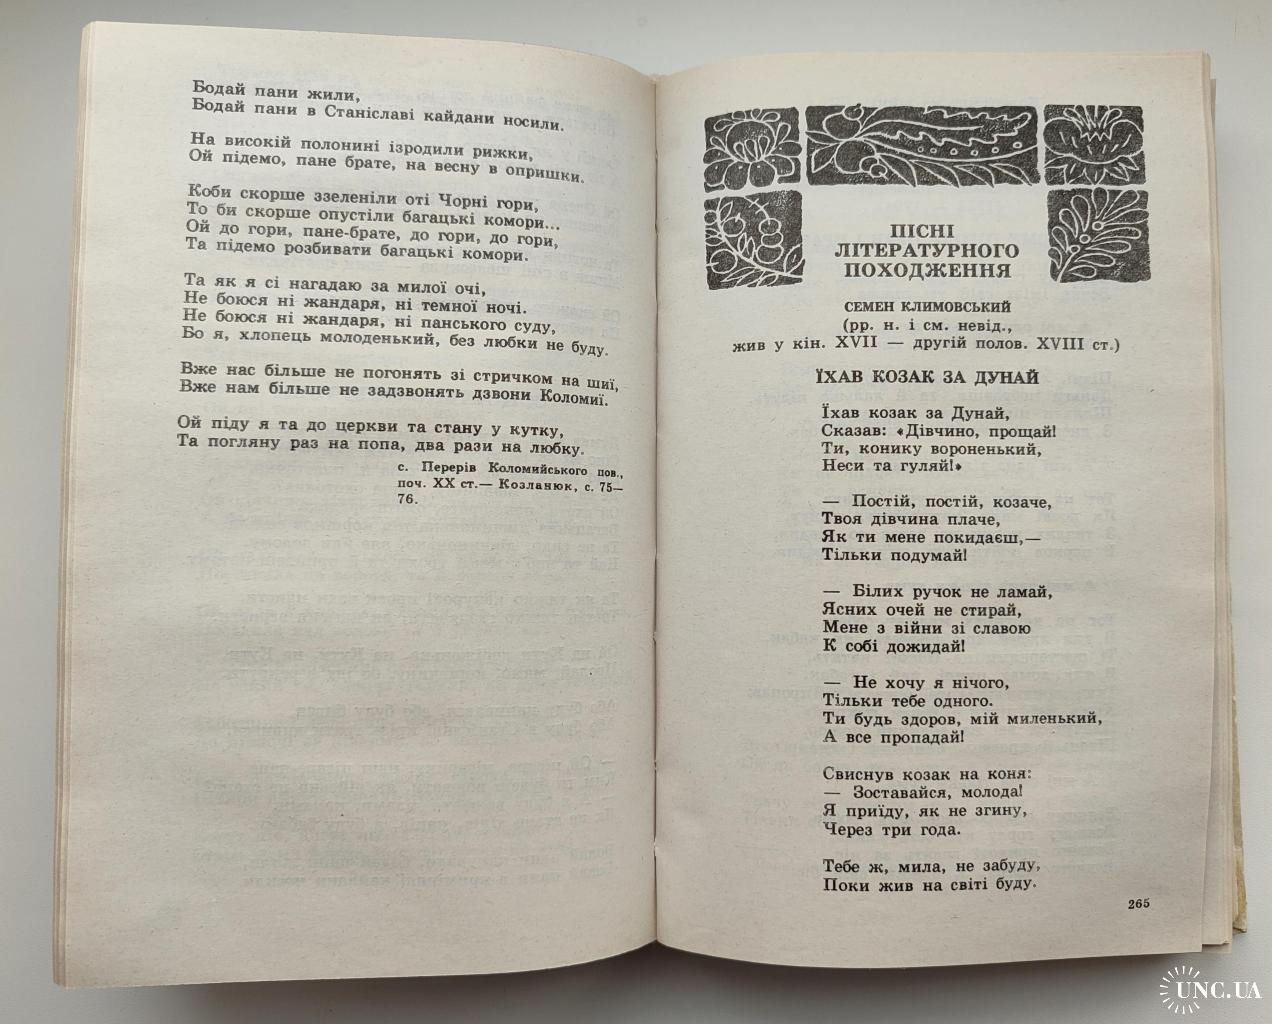 Бодай пани жили,
Бодай пани в Станіславі кайдани носили.
На високій полонині ізродили рижки,
Ой підемо, пане брате, на весну в опришки.
Коби скорше ззеленіли оті Чорні гори,
То би скорше опустіли багацькі комори...
Ой до гори, пане-брате, до гори, до гори,
Та підемо розбивати багацькі комори.
Та як я сі нагадаю за милої очі,
Не боюся ні жандаря, ні темної ночі.
Не боюся ні жандаря, ні панського суду,
Бо я, хлопець молоденький, без любки не буду.
Вже нас більше не погонять зі стричком на шиї,
Вже нам більше не задзвонять дзвони Коломиї.
Ой піду я та до церкви та стану у кутку,
Та погляну раз на попа, два рази на любку.
с. Перерів Коломийського пов.,
поч. XX ст.— Козланюк, с. 75—
76.
ПІСНІ
ЛІТЕРАТУРНОГО
ПОХОДЖЕННЯ
СЕМЕН КЛИМОВСЬКИЙ
(рр. н. і см. невід.,
жив у кін. XVII — другій полов. XVIII ст.)
ЇХАВ КОЗАК ЗА ДУНАЙ
Їхав козак за Дунай,
Сказав: «Дівчино, прощай!
Ти, конику вороненький,
Неси та гуляй!»
— Постій, постій, козаче,
Твоя дівчина плаче,
Як ти мене покидаєш,—
Тільки подумай!
— Білих ручок не ламай,
Ясних очей не стирай,
Мене з війни зі славою
К собі дожидай!
— Не хочу я нічого,
Тільки тебе одного.
Ти будь здоров, мій миленький,
А все пропадай!
Свиснув козак на коня:
— Зоставайся, молода!
Я приїду, як не згину,
Через три года.
Тебе ж, мила, не забуду,
Поки жив на світі буду.
265
UNC.UA